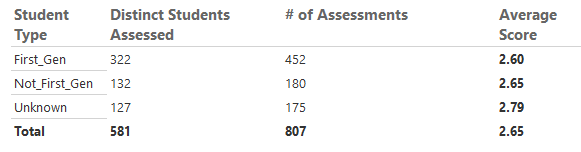 Student Type Distinct Students Assessed # of Assessments Average Score
First_Gen 322 452 2.60
Not_First_Gen 132 180 2.65
Unknown 127 175 2.79
Total 581 807 2.65